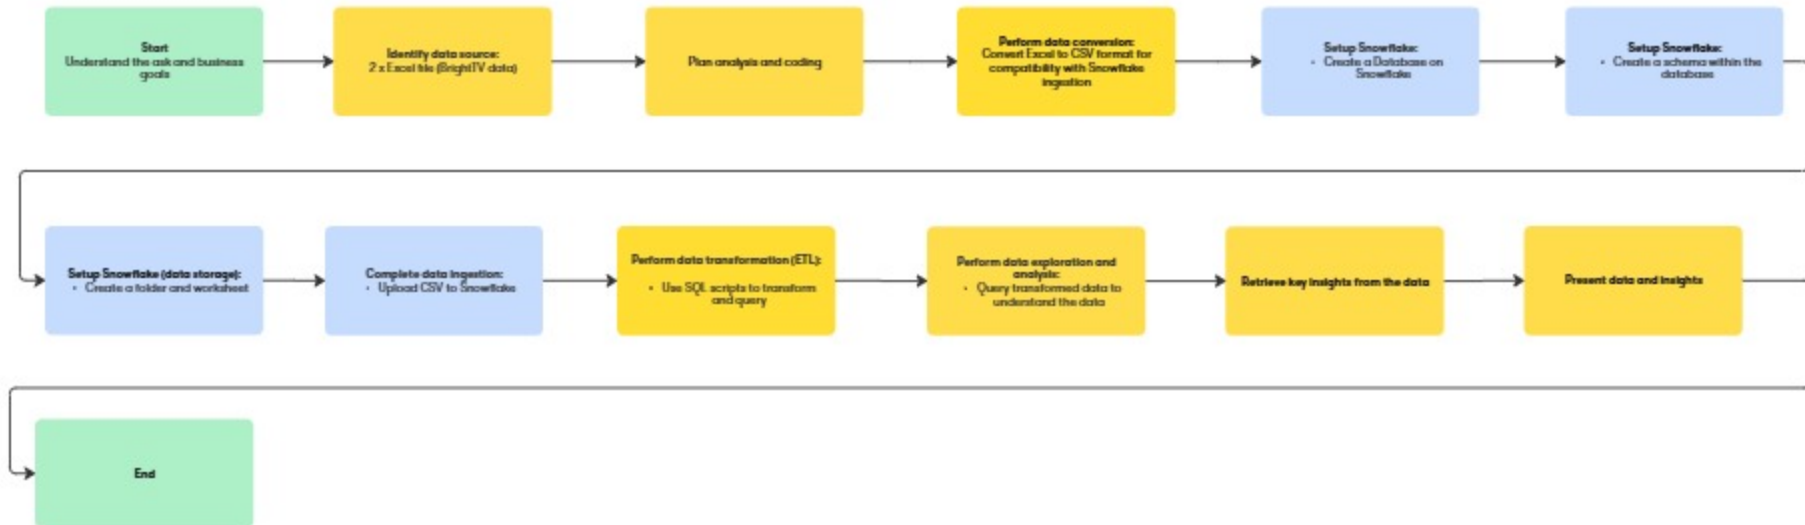 Start
Understand the ask and business
goals
Identify data source:
2 x Excel file (BrightTV data)
Plan analysis and coding
Perform data conversion:
Convert Excel to CSV format for
compatibility with Snowflake
ingestion
Setup Snowflake:
• Create a Database on
Snowflake
Setup Snowflake:
• Create a schema within the
database
Setup Snowflake (data storage):
• Create a folder and worksheet
Complete data ingestion:
• Upload CSV to Snowflake
Perform data transformation (ETL):
• Use SQL scripts to transform
and query
Perform data exploration and
analysis:
• Query transformed data to
understand the data
Retrieve key insights from the data
Present data and insights
End